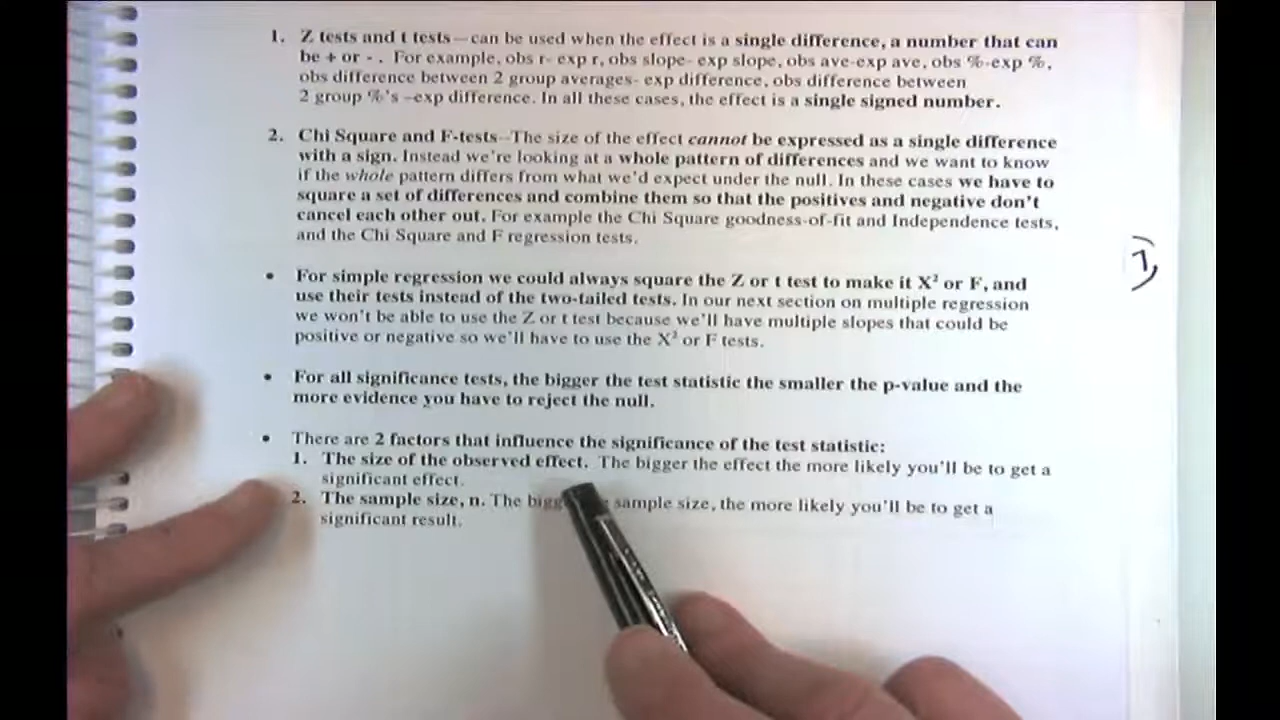 1. Z tests and t tests—can be used when the effect is a single difference, a number that can
be + or - . For example, obs r- exp r, obs slope- exp slope, obs ave-exp ave, obs %-exp %,
obs difference between 2 group averages- exp difference, obs difference between
2 group %'s –exp difference. In all these cases, the effect is a single signed number.
2. Chi Square and F-tests–The size of the effect cannot be expressed as a single difference
with a sign. Instead we're looking at a whole pattern of differences and we want to know
if the whole pattern differs from what we'd expect under the null. In these cases we have to
square a set of differences and combine them so that the positives and negative don't
cancel each other out. For example the Chi Square goodness-of-fit and Independence tests,
and the Chi Square and F regression tests.
• For simple regression we could always square the Z or t test to make it X² or F, and
use their tests instead of the two-tailed tests. In our next section on multiple regression
we won't be able to use the Z or t test because we'll have multiple slopes that could be
positive or negative so we'll have to use the X² or F tests.
• For all significance tests, the bigger the test statistic the smaller the p-value and the
more evidence you have to reject the null.
• There are 2 factors that influence the significance of the test statistic:
1. The size of the observed effect. The bigger the effect the more likely you'll be to get a
significant effect.
2. The sample size, n. The sample size, the more likely you'll be to get a
significant result.